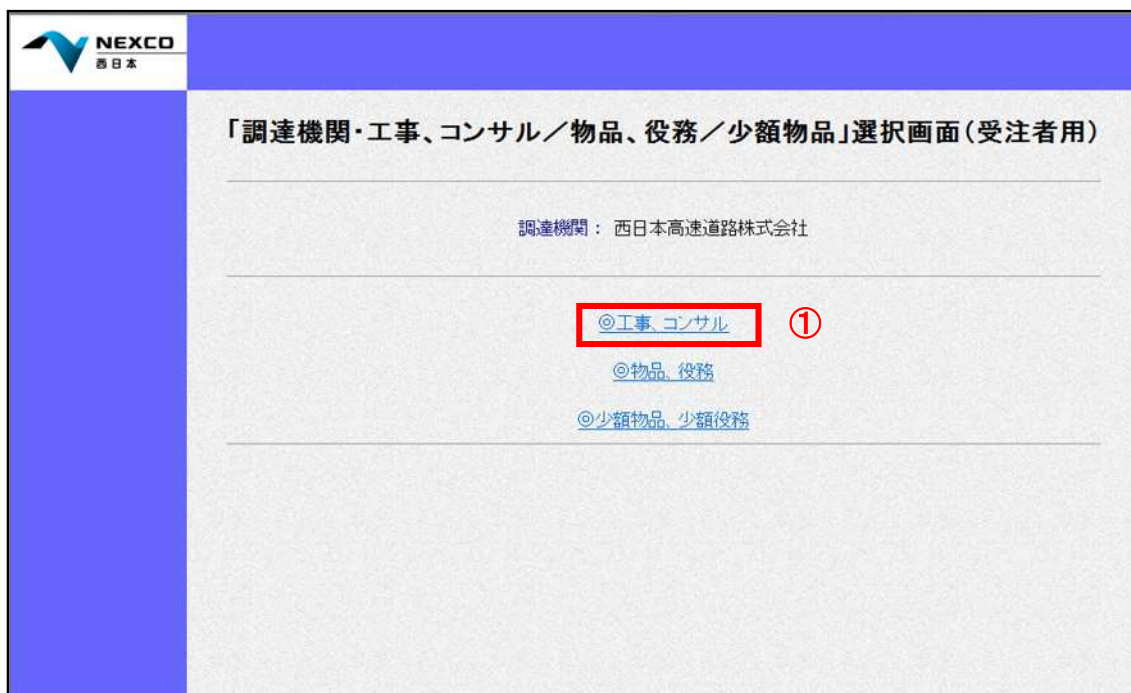 NEXCO
西日本
「調達機関・工事、コンサル／物品、役務／少額物品」選択画面(受注者用)
調達機関： 西日本高速道路株式会社
◎工事、コンサル ①
◎物品、役務
◎少額物品、少額役務